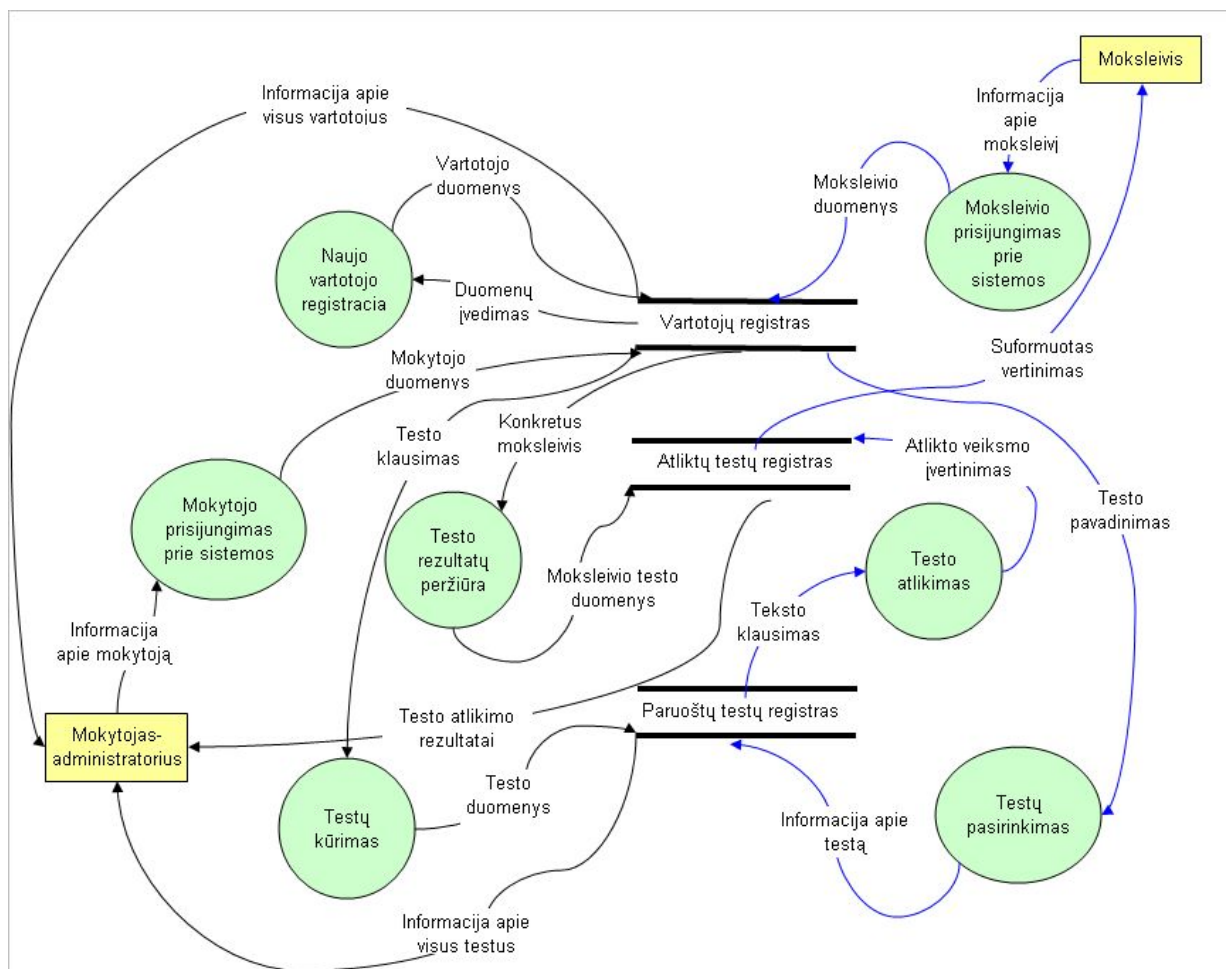 Moksleivis
Informacija apie
visus vartotojus
Informacija
apie
moksleivį
Vartotojo
duomenys
Moksleivio
duomenys
Moksleivio
prisijungimas
prie
sistemos
Naujo
vartotojo
registracia
Duomenų
įvedimas
Vartotojų registras
Suformuotas
vertinimas
Mokytojo
duomenys
Testo
klausimas
Konkretus
moksleivis
Atliktų testų registras
Atlikto veiksmo
įvertinimas
Mokytojo
prisijungimas
prie sistemos
Testo
pavadinimas
Testo
rezultatų
peržiūra
Testo
atlikimas
Moksleivio testo
duomenys
Teksto
klausimas
Informacija
apie mokytoją
Paruoštų testų registras
Testo atlikimo
rezultatai
Mokytojas-
administratorius
Testo
duomenys
Testų
kūrimas
Informacija apie
testą
Testų
pasirinkimas
Informacija apie
visus testus